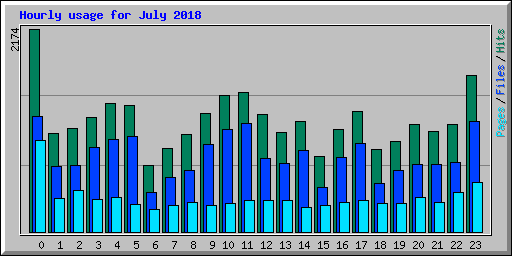 Hourly usage for July 2018
2174
Pages/Files/Hits
0 1 2 3 4 5 6 7 8 9 10 11 12 13 14 15 16 17 18 19 20 21 22 23